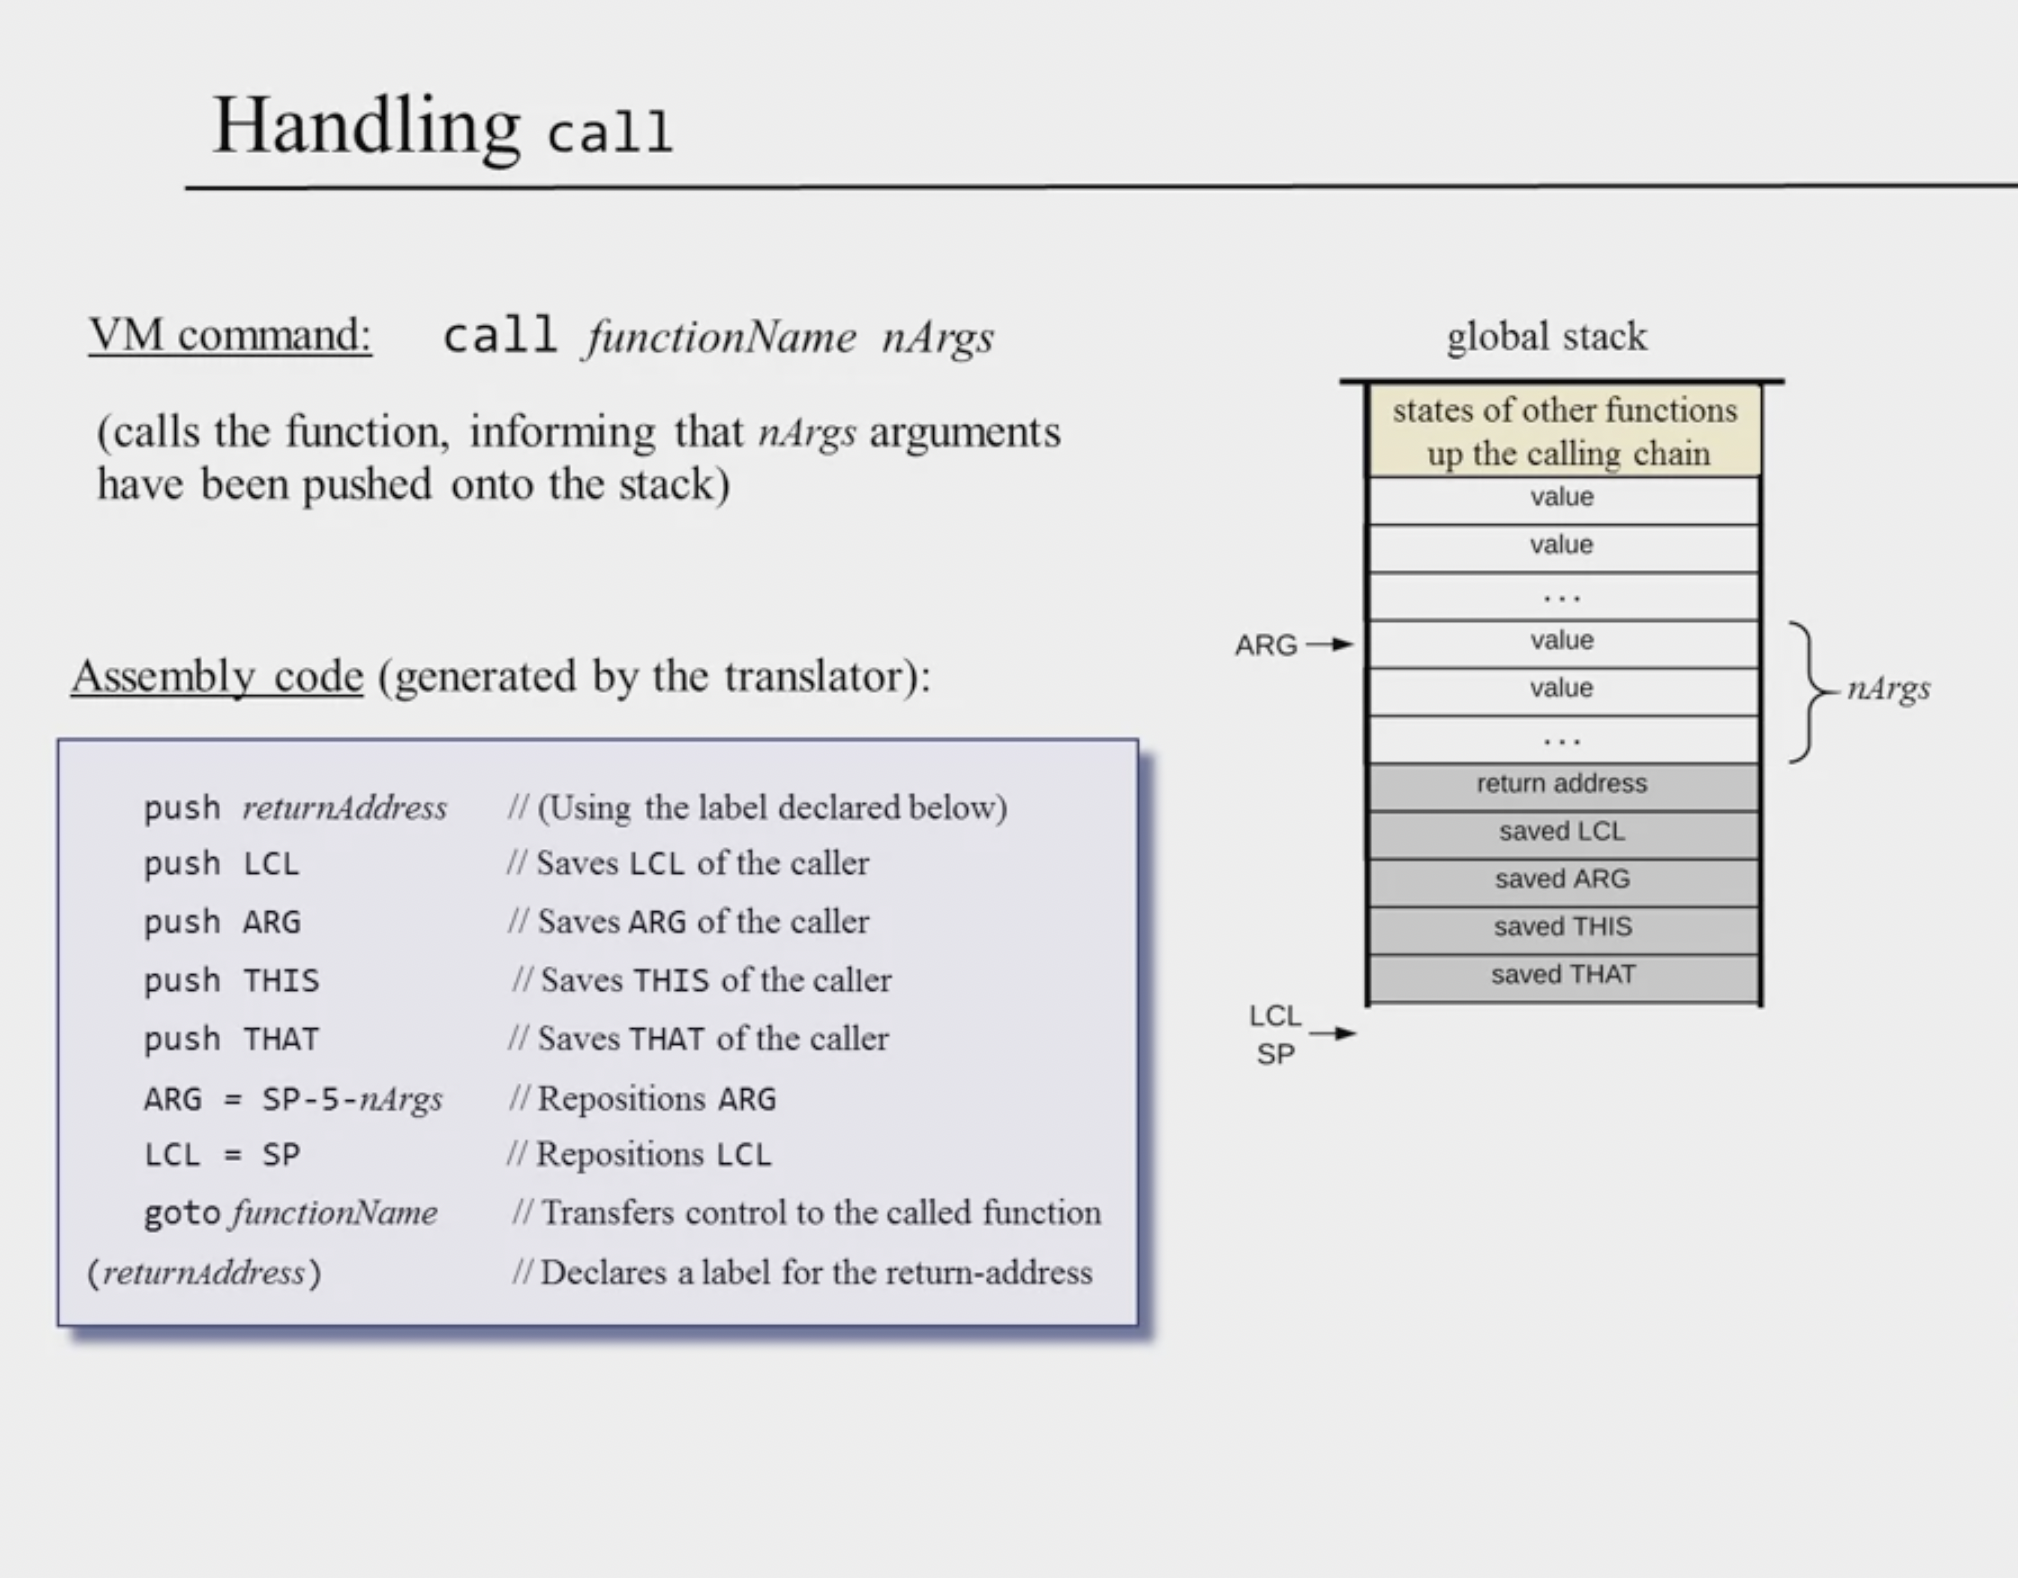 Handling call
VM command: call functionName nArgs
(calls the function, informing that nArgs arguments
have been pushed onto the stack)
Assembly code (generated by the translator):
push returnAddress // (Using the label declared below)
push LCL // Saves LCL of the caller
push ARG // Saves ARG of the caller
push THIS // Saves THIS of the caller
push THAT // Saves THAT of the caller
ARG = SP-5-nArgs // Repositions ARG
LCL = SP // Repositions LCL
goto functionName // Transfers control to the called function
(returnAddress) // Declares a label for the return-address
global stack
states of other functions
up the calling chain
value
value
...
ARG
value
value
...
nArgs
return address
saved LCL
saved ARG
saved THIS
saved THAT
LCL
SP